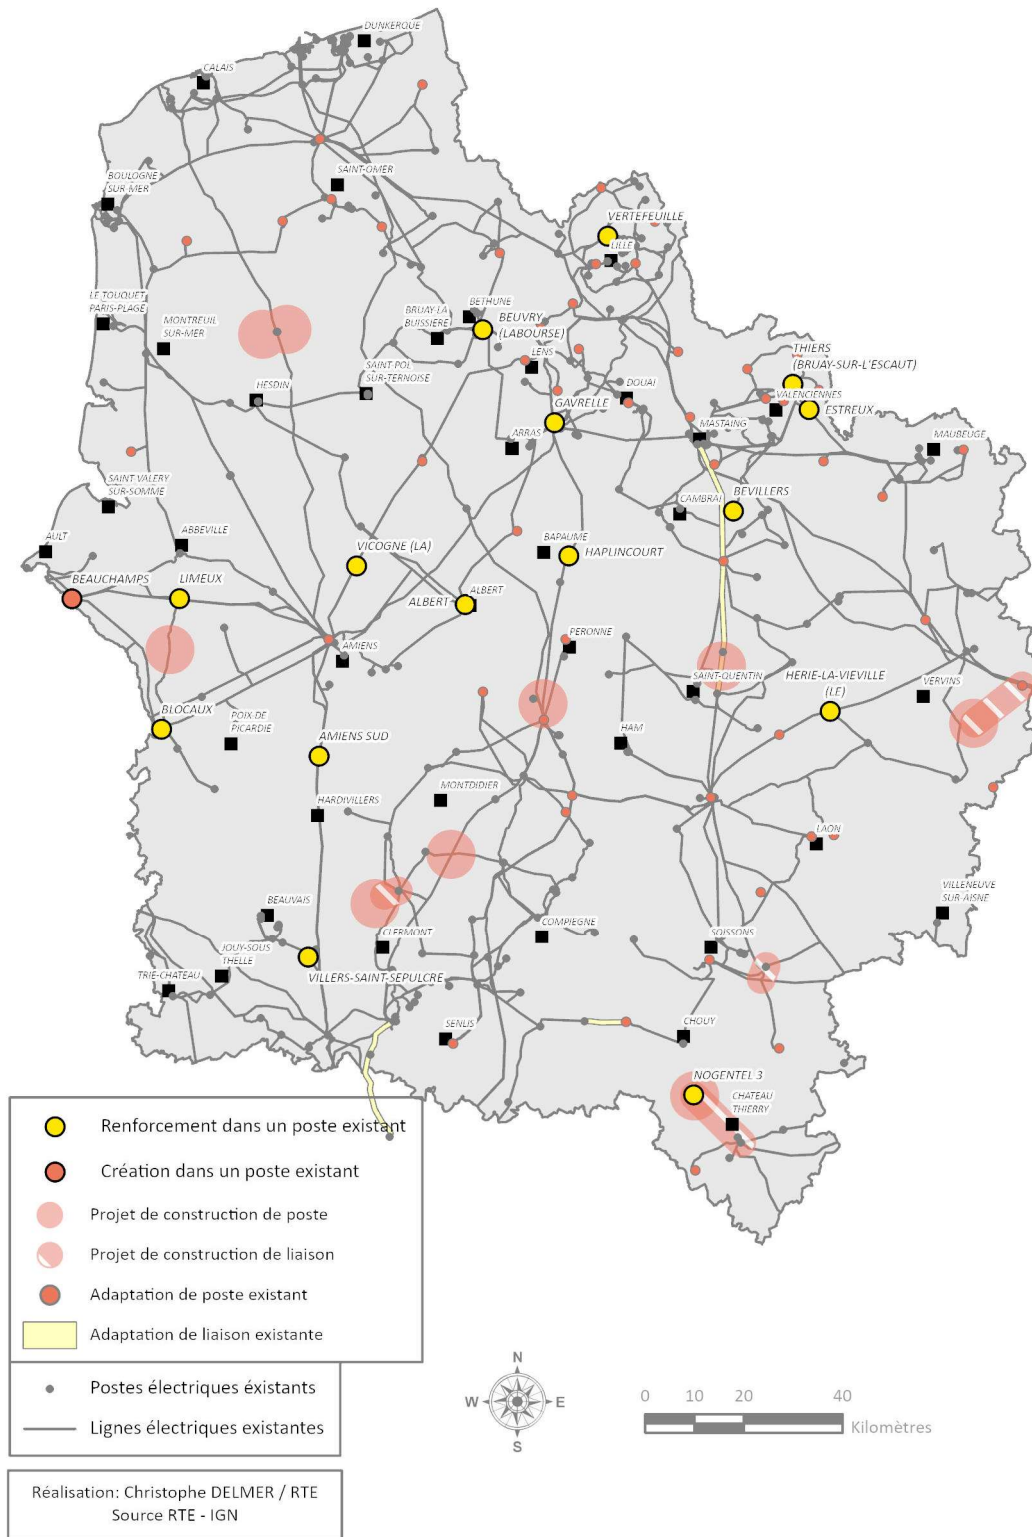 DUNKERQUE
CALAIS
SAINT-OMER
BOULOGNE
SUR-MER
VERTEFEUILLE
LILLE
LE TOUQUET
PARIS-PLAGE
MONTREUIL
SUR-MER
BRUAY-LA
BUISSIERE
BETHUNE
BEUVRY
(LABOURSE)
LENS
THIERS
(BRUAY-SUR-L'ESCAUT)
HESDIN
SAINT POL
SUR-TERNOISE
DOUAI
VALENCIENNES
ESTREUX
GAVRELLE
ARRAS
MASTAING
MAUBEUGE
SAINT VALERY
SUR-SOMME
CAMBRAI
BEVILLERS
AULT
ABBEVILLE
VICOGNE (LA)
BAPAUME
HAPLINCOURT
BEAUCHAMPS
LIMEUX
ALBERT
ALBERT
AMIENS
PERONNE
SAINT-QUENTIN
HERIE-LA-VIEVILLE
(LE)
VERVINS
BLOCAUX
POIX-DE
PICARDIE
AMIENS SUD
HAM
HARDIVILLERS
MONTDIDIER
LAON
BEAUVAIS
VILLENEUVE
SUR-AISNE
CLERMONT
COMPIEGNE
SOISSONS
JOUY-SOUS
THELLE
TRIE-CHATEAU
VILLERS-SAINT-SEPULCRE
SENLIS
CHOUY
NOGENTEL 3
CHATEAU
THIERRY
Renforcement dans un poste existant
Création dans un poste existant
Projet de construction de poste
Projet de construction de liaison
Adaptation de poste existant
Adaptation de liaison existante
Postes électriques éxistants
Lignes électriques existantes
N
W E
S
0 10 20 40
Kilomètres
Réalisation: Christophe DELMER / RTE
Source RTE - IGN